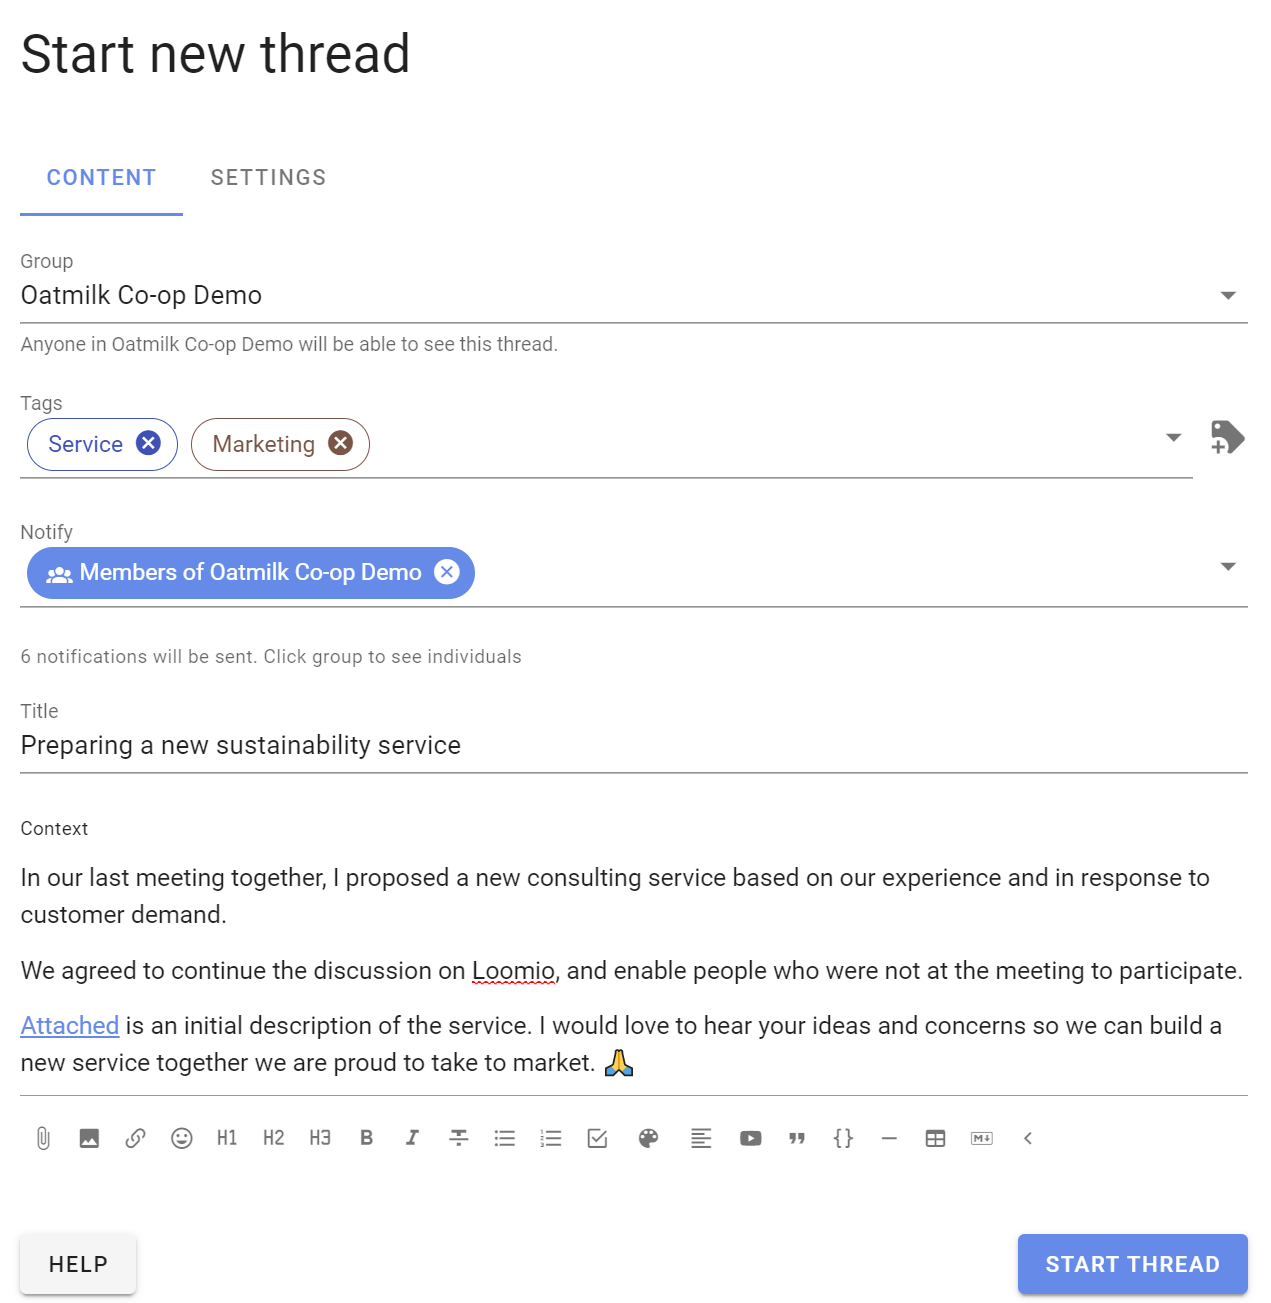 Start new thread
CONTENT SETTINGS
Group
Oatmilk Co-op Demo
Anyone in Oatmilk Co-op Demo will be able to see this thread.
Tags
Service Marketing
Notify
Members of Oatmilk Co-op Demo
6 notifications will be sent. Click group to see individuals
Title
Preparing a new sustainability service
Context
In our last meeting together, I proposed a new consulting service based on our experience and in response to
customer demand.
We agreed to continue the discussion on Loomio, and enable people who were not at the meeting to participate.
Attached is an initial description of the service. I would love to hear your ideas and concerns so we can build a
new service together we are proud to take to market. 🙏
H1 H2 H3 B I
HELP START THREAD